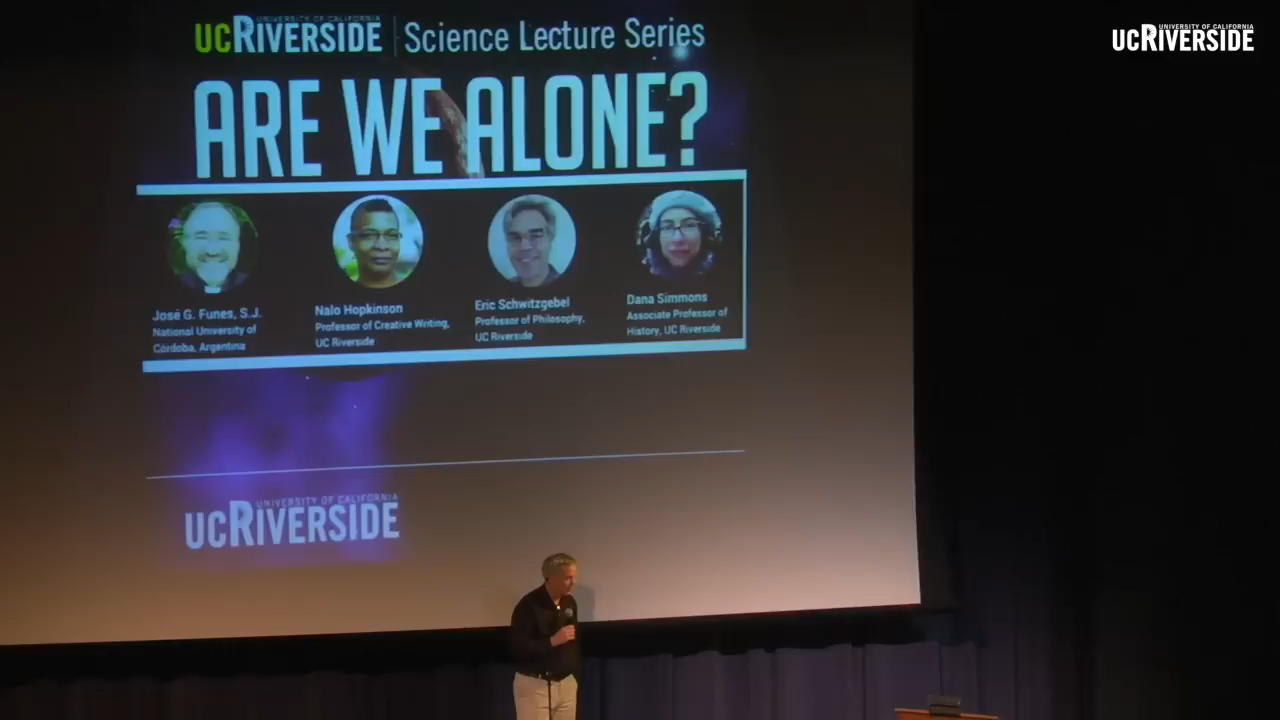 UNIVERSITY OF CALIFORNIA
UCRIVERSIDE
Science Lecture Series
UNIVERSITY OF CALIFORNIA
UCRIVERSIDE
ARE WE ALONE?
José G. Funes, S.J.
National University of
Córdoba, Argentina
Nalo Hopkinson
Professor of Creative Writing,
UC Riverside
Eric Schwitzgebel
Professor of Philosophy,
UC Riverside
Dana Simmons
Associate Professor of
History, UC Riverside
UNIVERSITY OF CALIFORNIA
UCRIVERSIDE